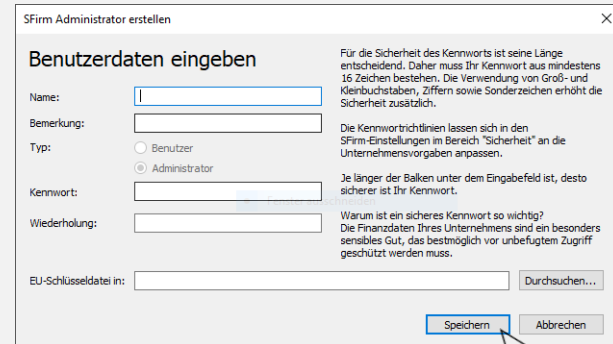 SFirm Administrator erstellen
Benutzerdaten eingeben
Name:
Bemerkung:
Typ:
Benutzer
Administrator
Kennwort:
Wiederholung:
EU-Schlüsseldatei in:
Durchsuchen...
Für die Sicherheit des Kennworts ist seine Länge
entscheidend. Daher muss Ihr Kennwort aus mindestens
16 Zeichen bestehen. Die Verwendung von Groß- und
Kleinbuchstaben, Ziffern sowie Sonderzeichen erhöht die
Sicherheit zusätzlich.
Die Kennwortrichtlinien lassen sich in den
SFirm-Einstellungen im Bereich "Sicherheit" an die
Unternehmensvorgaben anpassen.
Je länger der Balken unter dem Eingabefeld ist, desto
sicherer ist Ihr Kennwort.
Fenster ausschneiden
Warum ist ein sicheres Kennwort so wichtig?
Die Finanzdaten Ihres Unternehmens sind ein besonders
sensibles Gut, das bestmöglich vor unbefugtem Zugriff
geschützt werden muss.
Speichern
Abbrechen